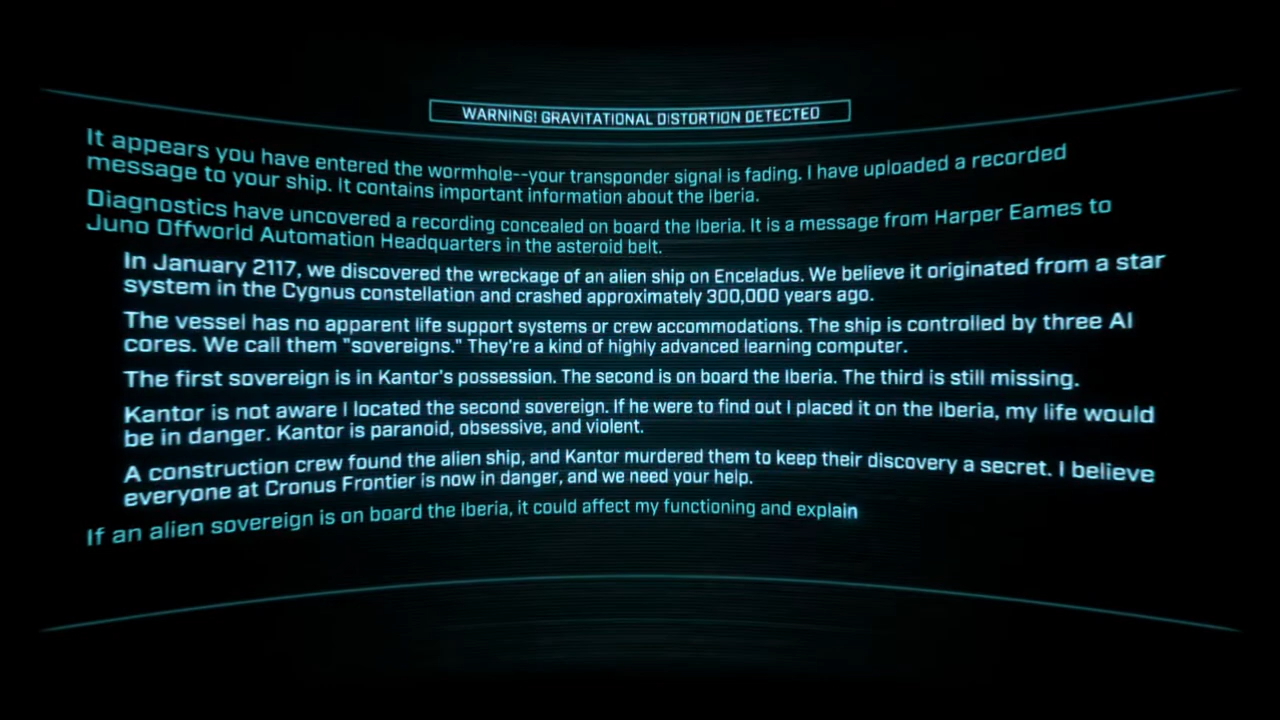 WARNING! GRAVITATIONAL DISTORTION DETECTED
It appears you have entered the wormhole--your transponder signal is fading. I have uploaded a recorded
message to your ship. It contains important information about the Iberia.
Diagnostics have uncovered a recording concealed on board the Iberia. It is a message from Harper Eames to
Juno Offworld Automation Headquarters in the asteroid belt.
In January 2117, we discovered the wreckage of an alien ship on Enceladus. We believe it originated from a star
system in the Cygnus constellation and crashed approximately 300,000 years ago.
The vessel has no apparent life support systems or crew accommodations. The ship is controlled by three AI
cores. We call them "sovereigns." They're a kind of highly advanced learning computer.
The first sovereign is in Kantor's possession. The second is on board the Iberia. The third is still missing.
Kantor is not aware I located the second sovereign. If he were to find out I placed it on the Iberia, my life would
be in danger. Kantor is paranoid, obsessive, and violent.
A construction crew found the alien ship, and Kantor murdered them to keep their discovery a secret. I believe
everyone at Cronus Frontier is now in danger, and we need your help.
If an alien sovereign is on board the Iberia, it could affect my functioning and explain